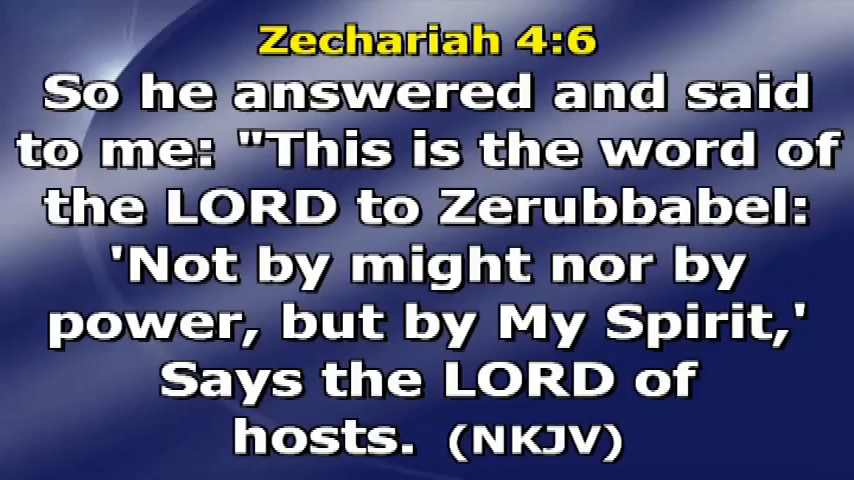 Zechariah 4:6
So he answered and said
to me: "This is the word of
the LORD to Zerubbabel:
'Not by might nor by
power, but by My Spirit,'
Says the LORD of
hosts. (NKJV)